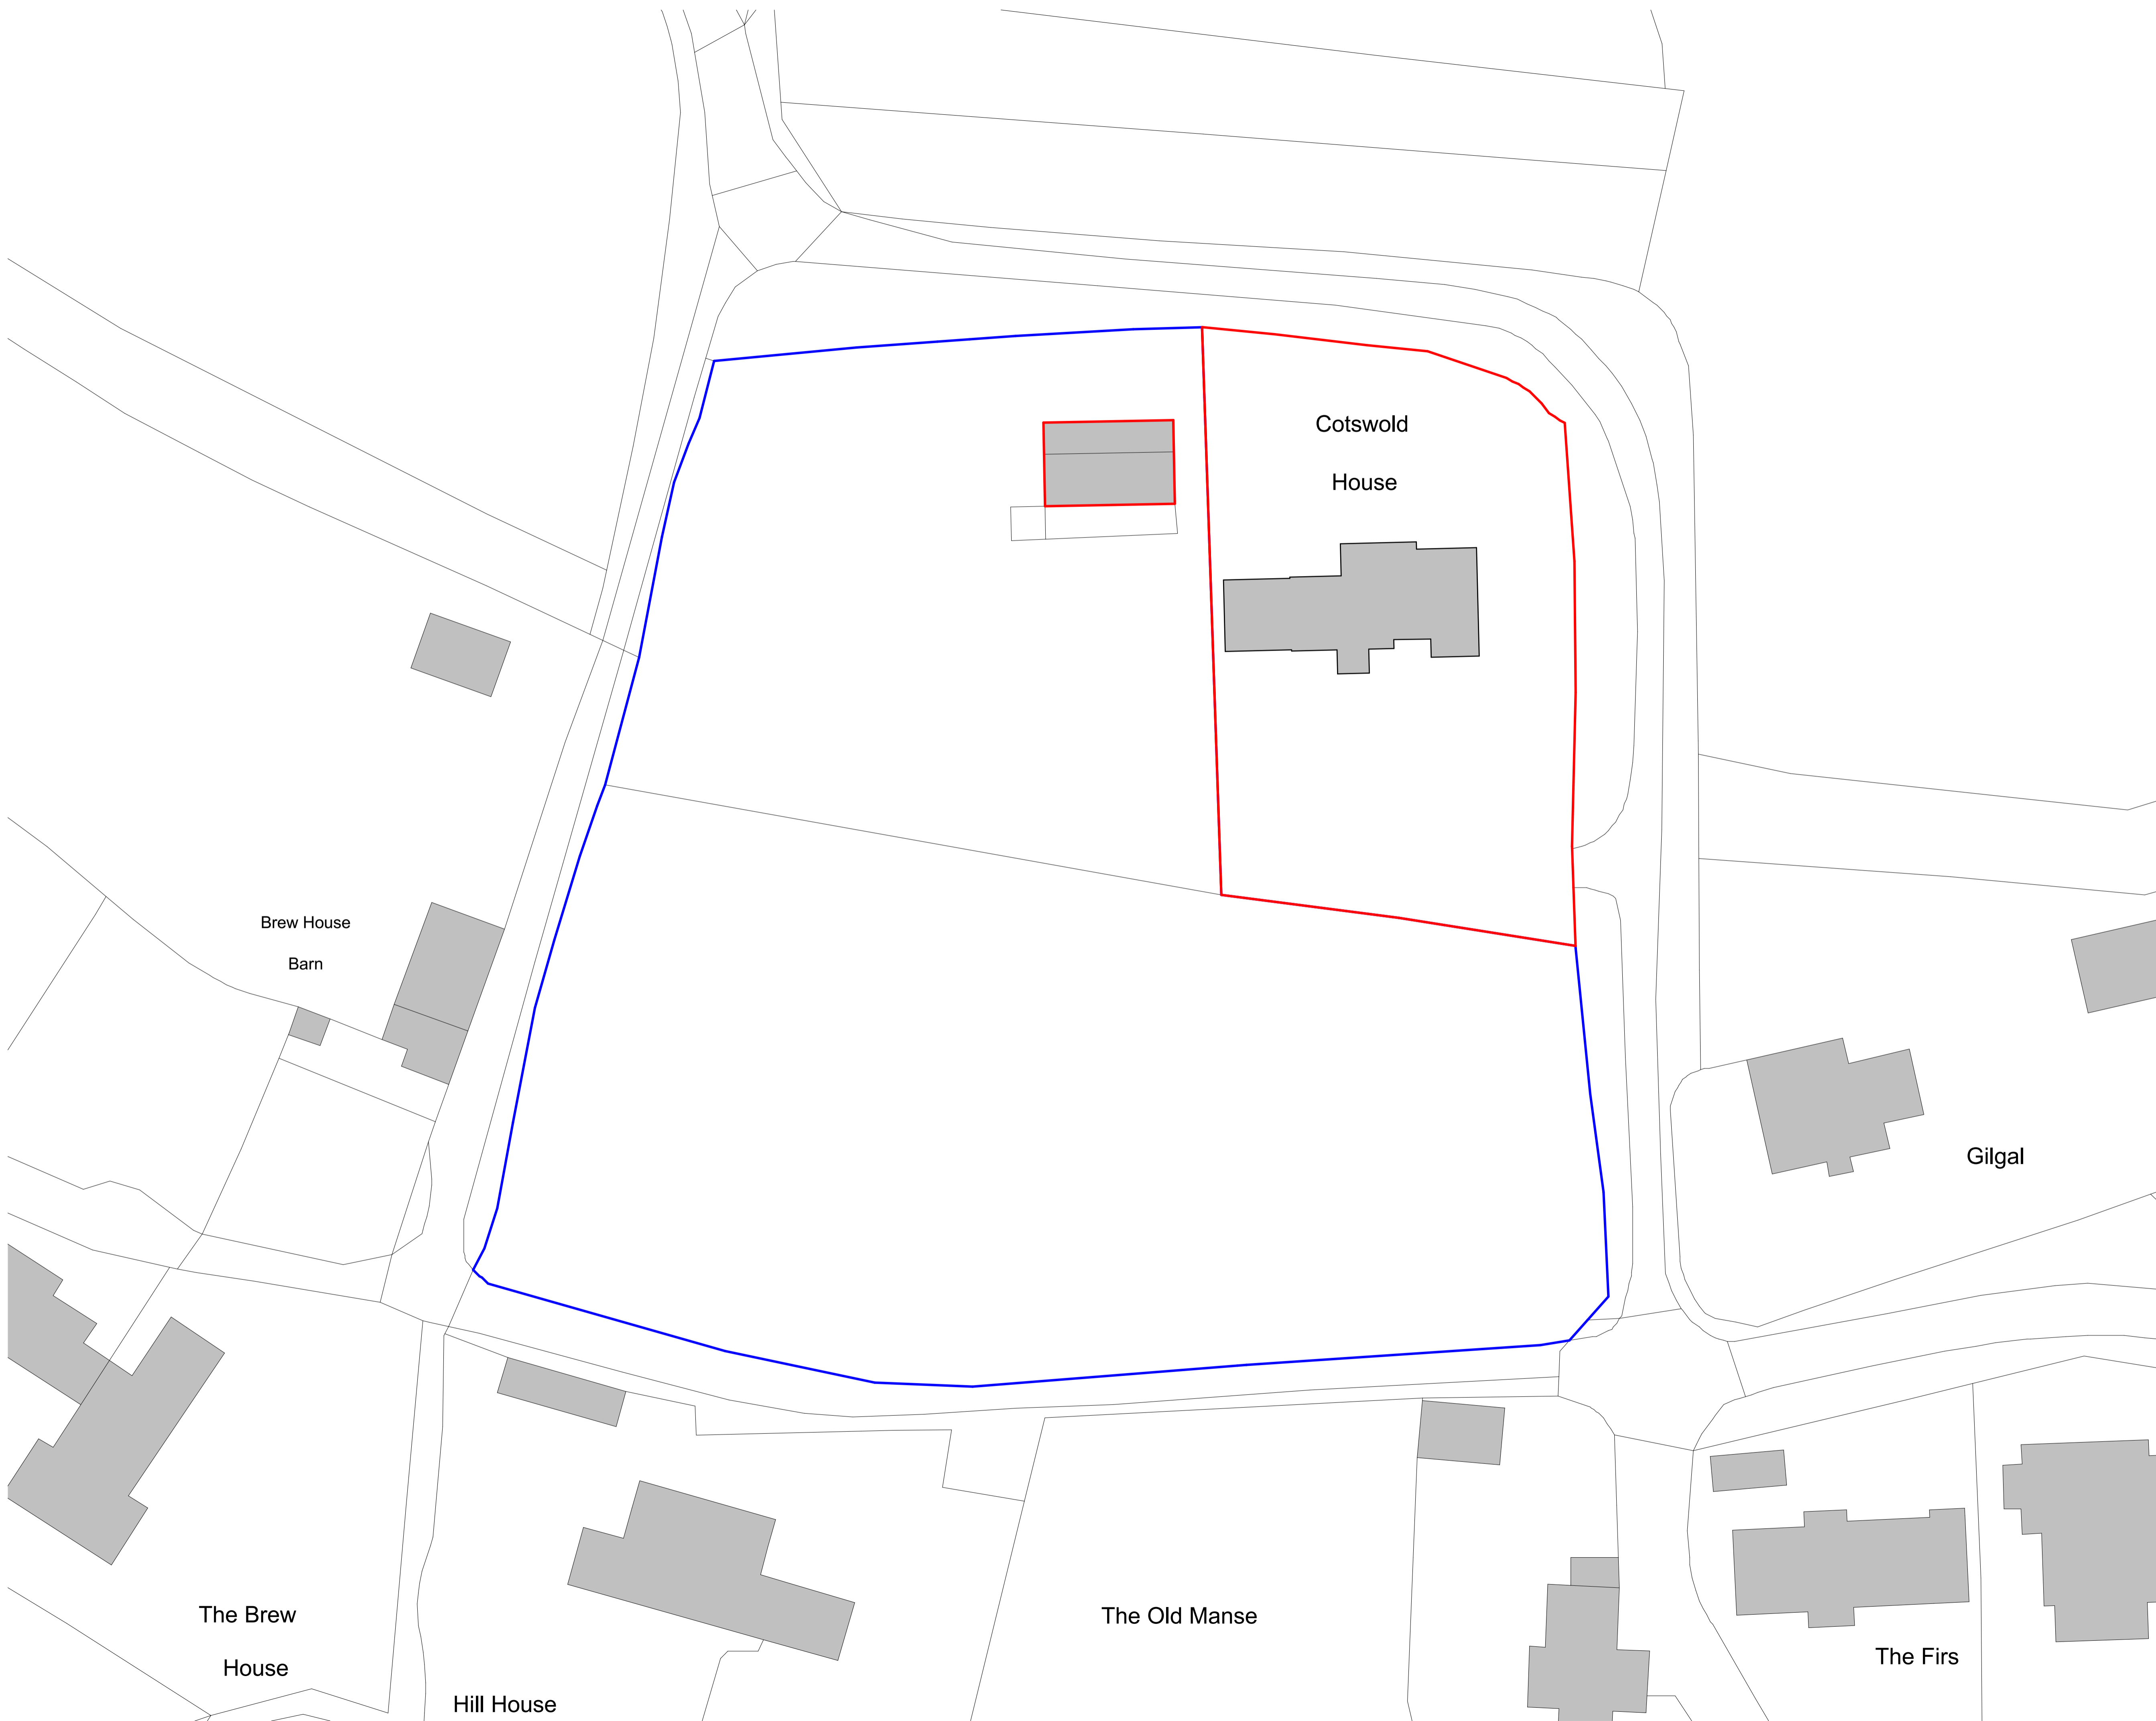 Cotswold
House
Brew House
Barn
Gilgal
The Brew
House
The Old Manse
The Firs
Hill House